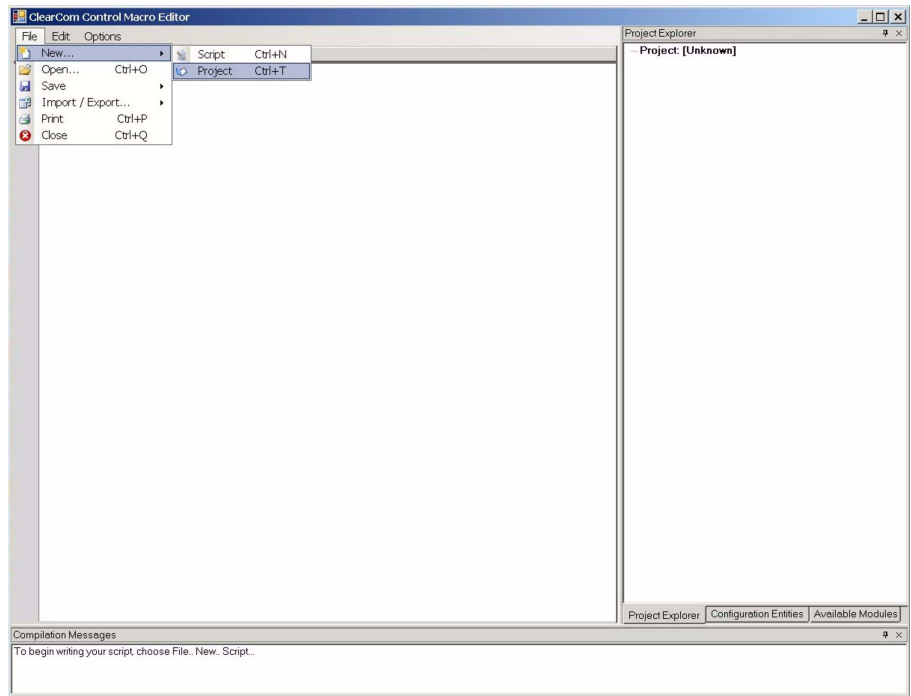 ClearCom Control Macro Editor
File Edit Options
New...
Open... Ctrl+O
Save
Import / Export...
Print Ctrl+P
Close Ctrl+Q
Script Ctrl+N
Project Ctrl+T
Project Explorer
Project: [Unknown]
Project Explorer Configuration Entities Available Modules
Compilation Messages
To begin writing your script, choose File.. New.. Script...